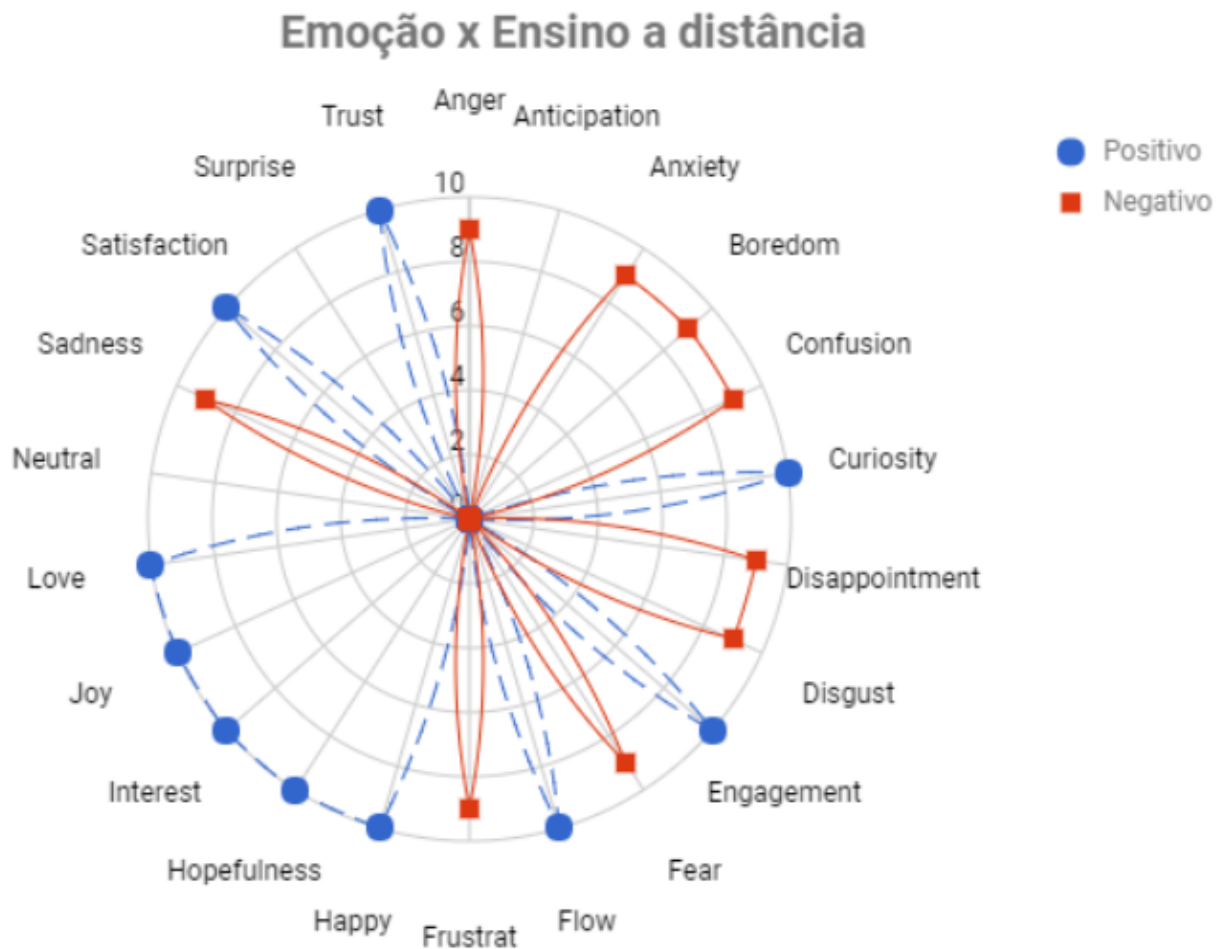 Emoção x Ensino a distância
Anger
Anticipation
Anxiety
Boredom
Confusion
Curiosity
Disappointment
Disgust
Engagement
Fear
Flow
Frustrat
Happy
Hopefulness
Interest
Joy
Love
Neutral
Sadness
Satisfaction
Surprise
Trust
10
8
6
4
2
Positivo
Negativo